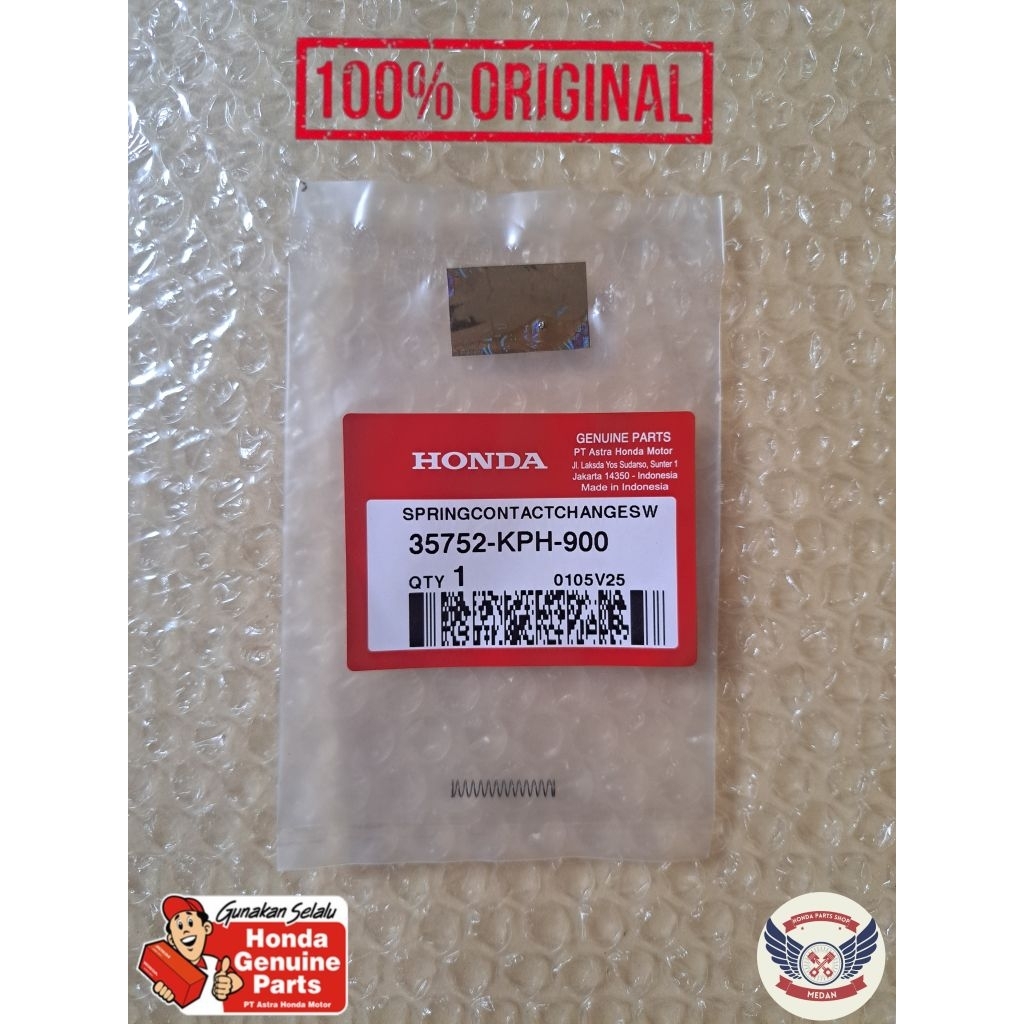 100% ORIGINAL
HONDA
GENUINE PARTS
PT Astra Honda Motor
Jl. Laksda Yos Sudarso, Sunter 1
Jakarta 14350 - Indonesia
Made in Indonesia
SPRINGCONTACTCHANGESW
35752-KPH-900
QTY 1 0105V25
Gunakan Selalu
Honda
Genuine
Parts
PT Astra Honda Motor
HONDA PARTS SHOP
MEDAN